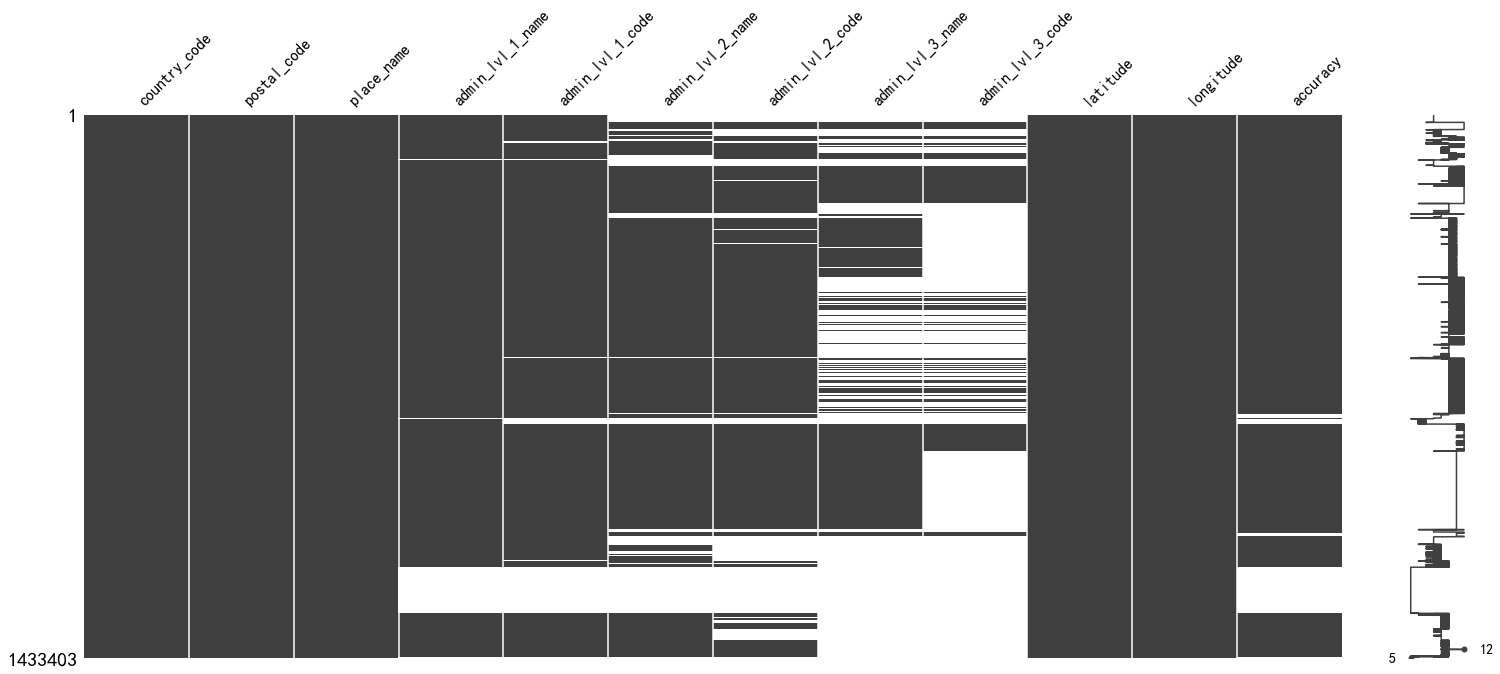 country_code
postal_code
place_name
admin_lvl_1_name
admin_lvl_1_code
admin_lvl_2_name
admin_lvl_2_code
admin_lvl_3_name
admin_lvl_3_code
latitude
longitude
accuracy
1
1433403
5
12